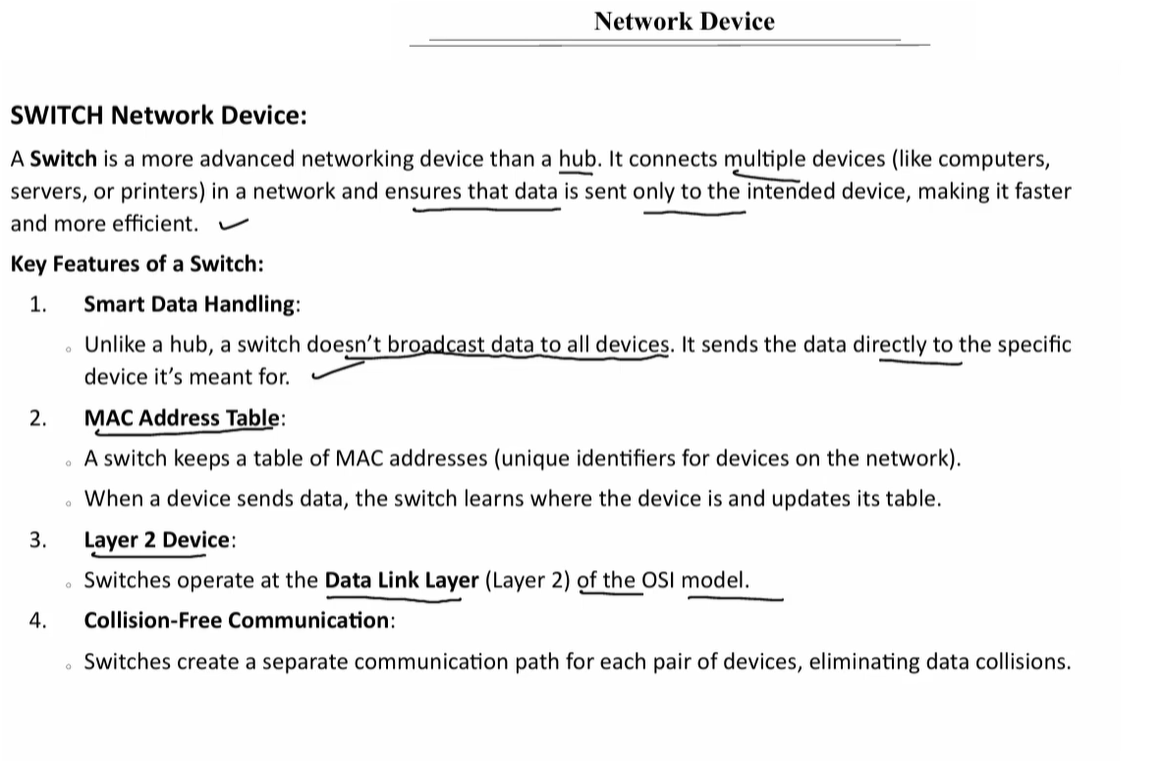 Network Device
SWITCH Network Device:
A Switch is a more advanced networking device than a hub. It connects multiple devices (like computers,
servers, or printers) in a network and ensures that data is sent only to the intended device, making it faster
and more efficient.
Key Features of a Switch:
1. Smart Data Handling:
◦ Unlike a hub, a switch doesn’t broadcast data to all devices. It sends the data directly to the specific
device it’s meant for.
2. MAC Address Table:
◦ A switch keeps a table of MAC addresses (unique identifiers for devices on the network).
◦ When a device sends data, the switch learns where the device is and updates its table.
3. Layer 2 Device:
◦ Switches operate at the Data Link Layer (Layer 2) of the OSI model.
4. Collision-Free Communication:
◦ Switches create a separate communication path for each pair of devices, eliminating data collisions.